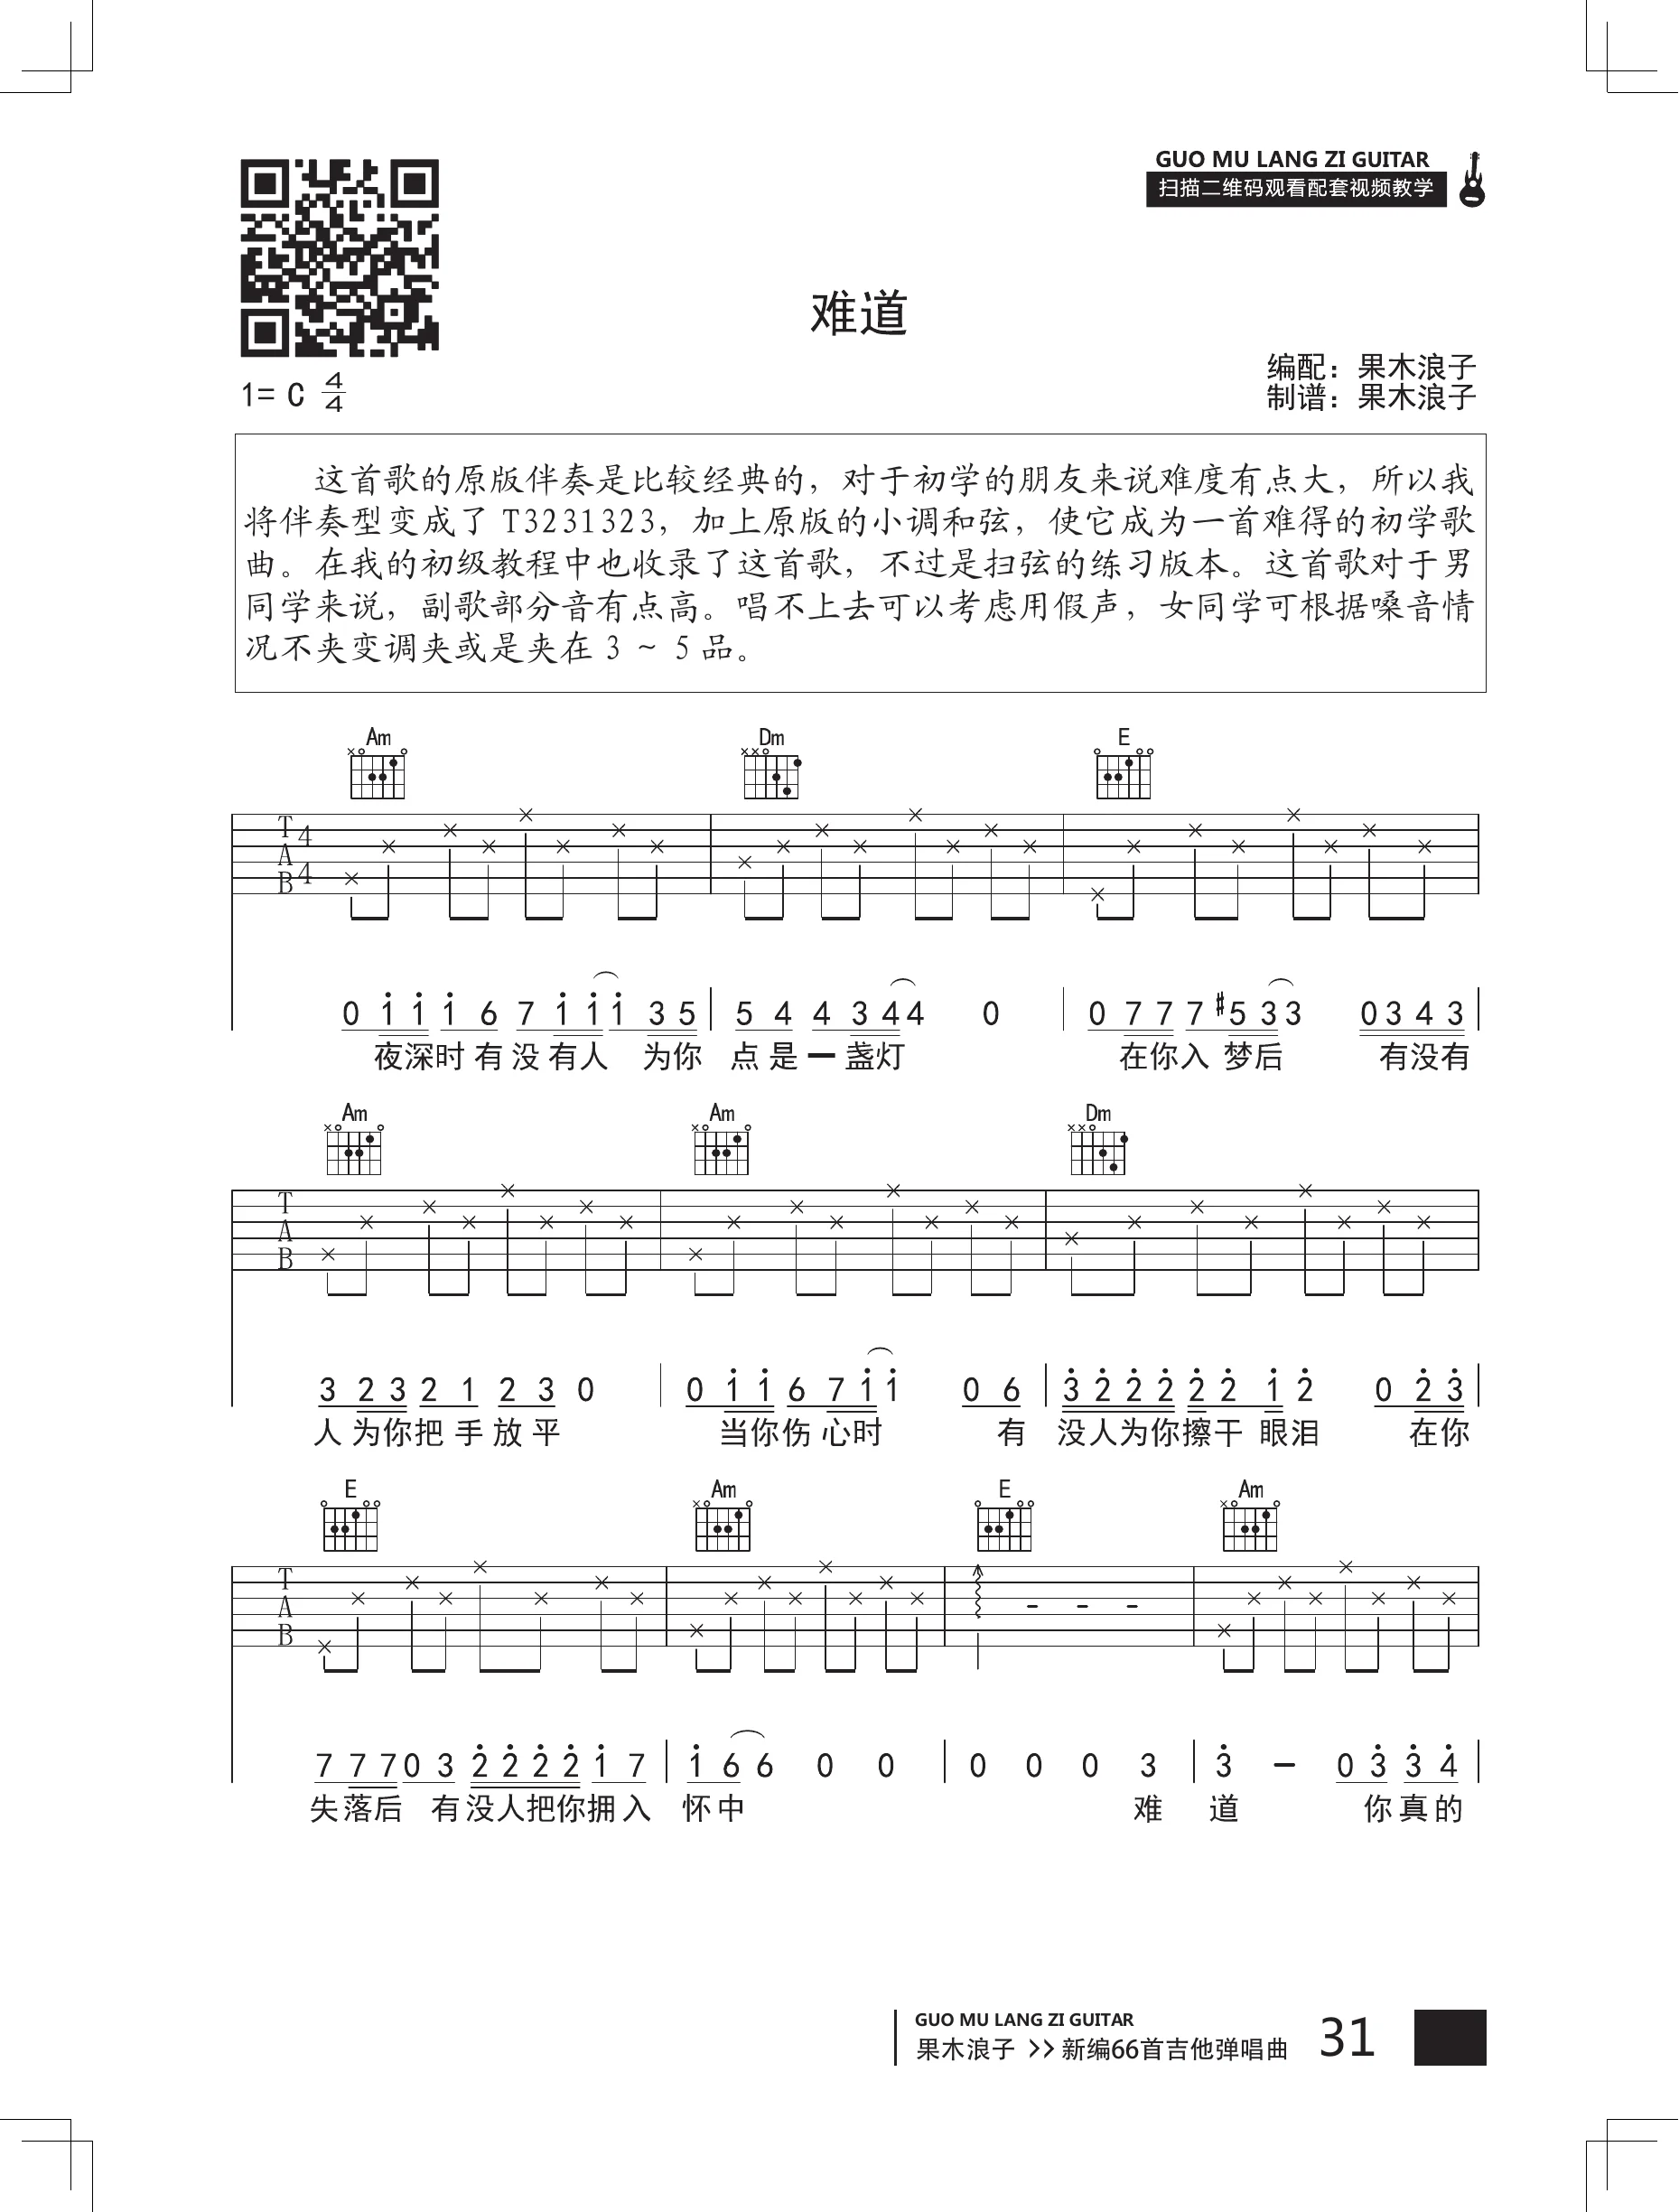 GUO MU LANG ZI GUITAR
扫描二维码观看配套视频教学
难道
编配：果木浪子
制谱：果木浪子
1= C 4/4
这首歌的原版伴奏是比较经典的，对于初学的朋友来说难度有点大，所以我
将伴奏型变成了 T3231323，加上原版的小调和弦，使它成为一首难得的初学歌
曲。在我的初级教程中也收录了这首歌，不过是扫弦的练习版本。这首歌对于男
同学来说，副歌部分音有点高。唱不上去可以考虑用假声，女同学可根据嗓音情
况不夹变调夹或是夹在 3 ~ 5 品。
Am Dm E
T A B 4 4
0 1 1 1 6 7 1 1 1 3 5 5 4 4 3 4 4 0 0 7 7 7 #5 3 3 0 3 4 3
夜深时有没有人 为你 点是一盏灯 在你入梦后 有没有
Am Am Dm
T A B
3 2 3 2 1 2 3 0 0 1 1 6 7 1 1 0 6 3 2 2 2 2 2 1 2 0 2 3
人为你把手放平 当你伤心时 有 没人为你擦干眼泪 在你
E Am E Am
T A B
7 7 7 0 3 2 2 2 2 1 7 1 6 6 0 0 0 0 0 3 3 - 0 3 3 4
失落后 有没人把你拥入 怀中 难 道 你真的
GUO MU LANG ZI GUITAR
果木浪子 >> 新编66首吉他弹唱曲 31